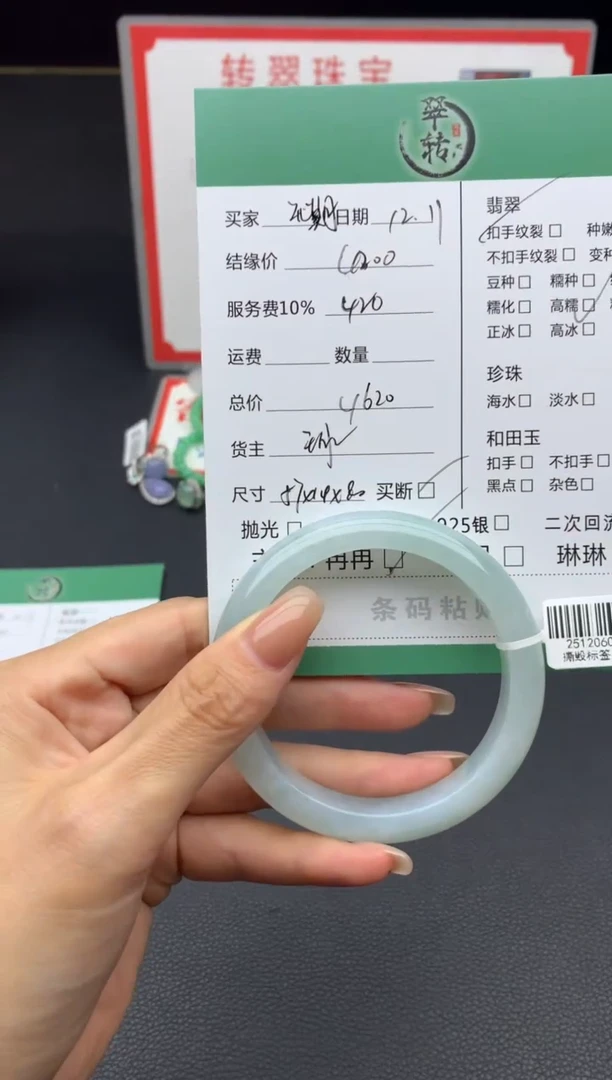 转翠珠宝
翠转
买家 日期 12.11
结缘价
服务费10% 420
运费 数量
总价 4620
货主
尺寸 买断
抛光 925银 二次回流
冉冉 琳琳
条码粘贴
翡翠
扣手纹裂 种嫩
不扣手纹裂 变种
豆种 糯种
糯化 高糯
正冰 高冰
珍珠
海水 淡水
和田玉
扣手 不扣手
黑点 杂色
2512060
撕毁标签